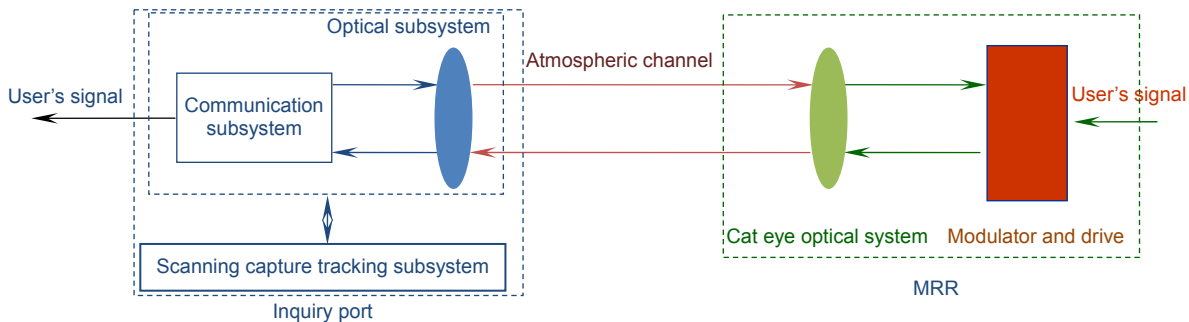 Optical subsystem
User's signal
Communication
subsystem
Atmospheric channel
User's signal
Cat eye optical system
Modulator and drive
Scanning capture tracking subsystem
MRR
Inquiry port